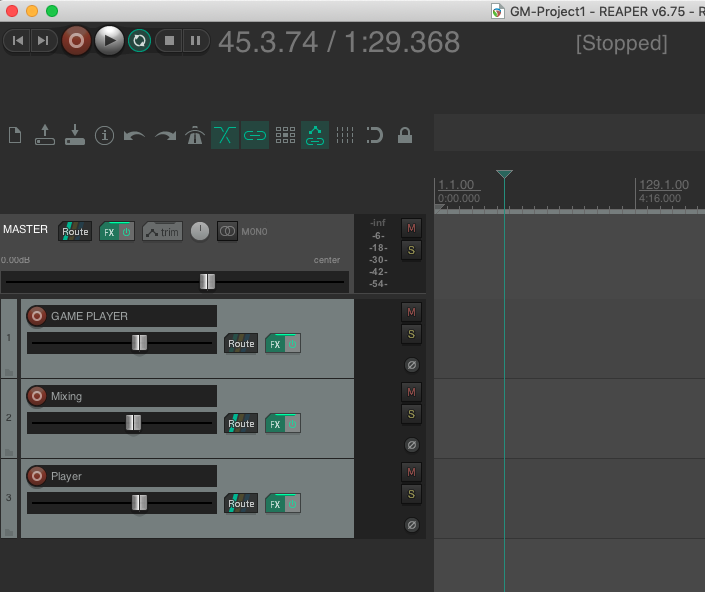 GM-Project1 - REAPER v6.75 - R
45.3.74 / 1:29.368
[Stopped]
1.1.00
0:00.000
129.1.00
4:16.000
MASTER
Route
FX
trim
MONO
0.00dB
center
-inf
-6-
-18-
-30-
-42-
-54-
M
S
1
GAME PLAYER
Route
FX
M
S
2
Mixing
Route
FX
M
S
3
Player
Route
FX
M
S